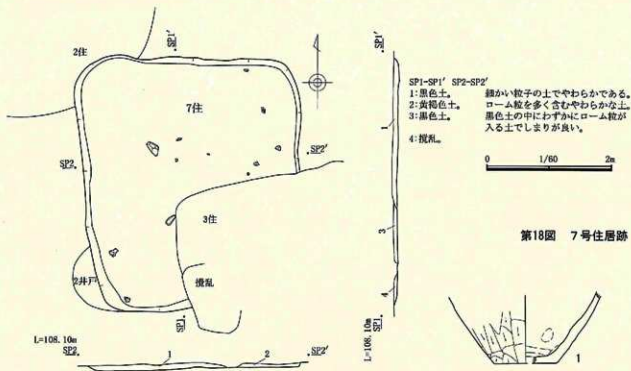 2住
SP1'
7住
SP2'
SP2
3住
2井戸
攪乱
SP1
L=108.10m
SP2
1
2
SP2'
SP1'
1
3
4
SP1
L=108.10m
SP1-SP1' SP2-SP2'
1:黒色土。 細かい粒子の土でやわらかである。
2:黄褐色土。 ローム粒を多く含むやわらかな土。
3:黒色土。 黒色土の中にわずかにローム粒が
入る土でしまりが良い。
4:攪乱。
0 1/60 2m
第18図 7号住居跡
1